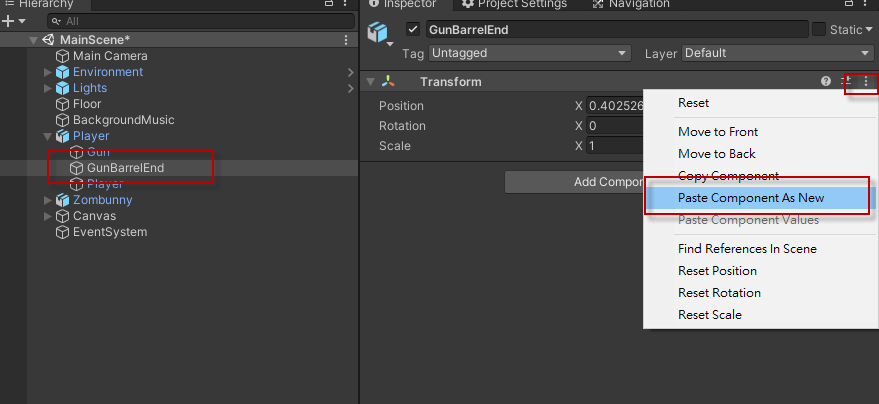 Hierarchy
All
MainScene*
Main Camera
Environment
Lights
Floor
BackgroundMusic
Player
Gun
GunBarrelEnd
Player
Zombunny
Canvas
EventSystem
Inspector
Project Settings
Navigation
GunBarrelEnd
Static
Tag Untagged Layer Default
Transform
Position X 0.402526
Rotation X 0
Scale X 1
Add Compone
Reset
Move to Front
Move to Back
Copy Component
Paste Component As New
Paste Component Values
Find References In Scene
Reset Position
Reset Rotation
Reset Scale